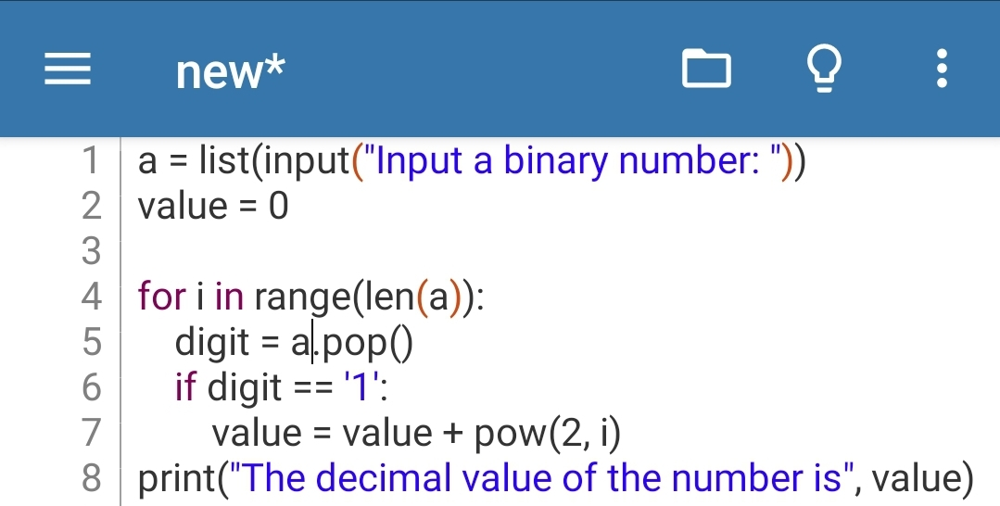 new*
1 a = list(input("Input a binary number: "))
2 value = 0
3
4 for i in range(len(a)):
5 digit = a.pop()
6 if digit == '1':
7 value = value + pow(2, i)
8 print("The decimal value of the number is", value)